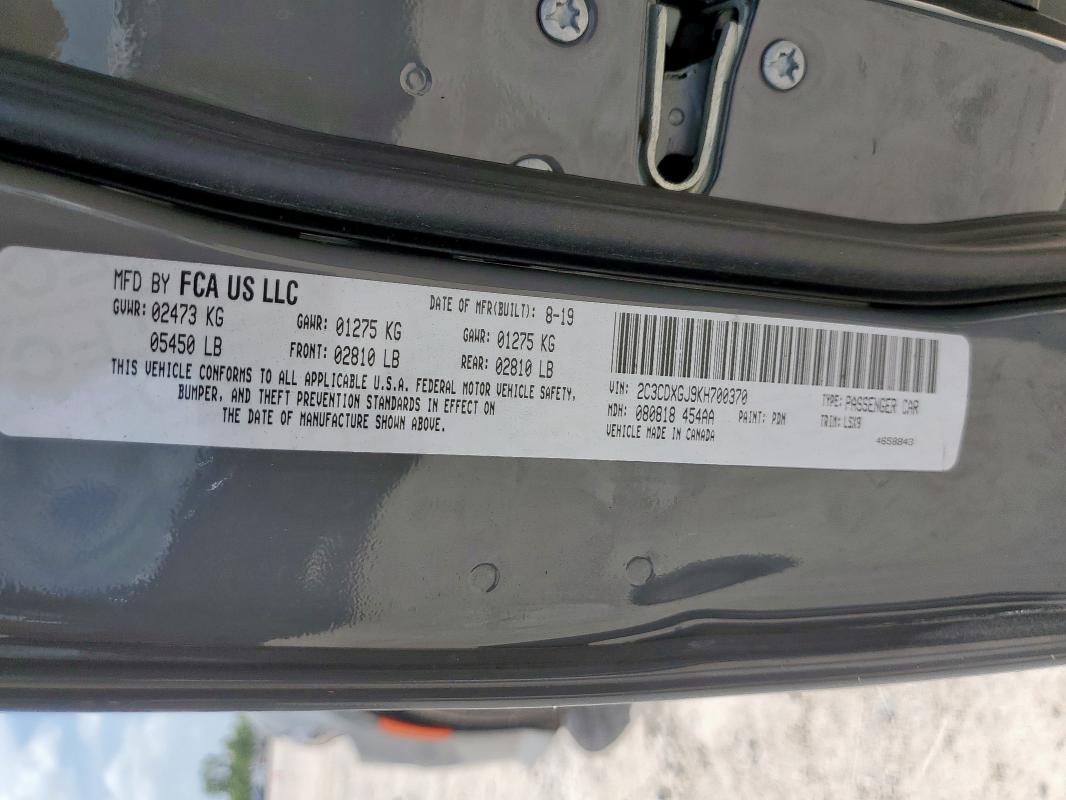 MFD BY FCA US LLC
DATE OF MFR(BUILT): 8-19
GVWR: 02473 KG GAWR: 01275 KG GAWR: 01275 KG
05450 LB FRONT: 02810 LB REAR: 02810 LB
THIS VEHICLE CONFORMS TO ALL APPLICABLE U.S.A. FEDERAL MOTOR VEHICLE SAFETY,
BUMPER, AND THEFT PREVENTION STANDARDS IN EFFECT ON
THE DATE OF MANUFACTURE SHOWN ABOVE.
VIN: 2C3CDXGJ9KH700370 TYPE: PASSENGER CAR
MDH: 080818 454AA PAINT: PDN TRIM: LSX9
VEHICLE MADE IN CANADA
4658843